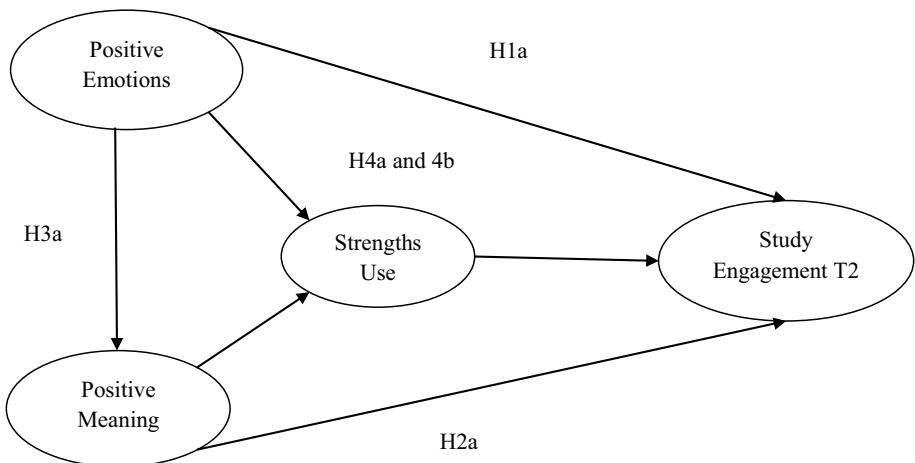 Positive
Emotions
H1a
H4a and 4b
H3a
Strengths
Use
Study
Engagement T2
Positive
Meaning
H2a